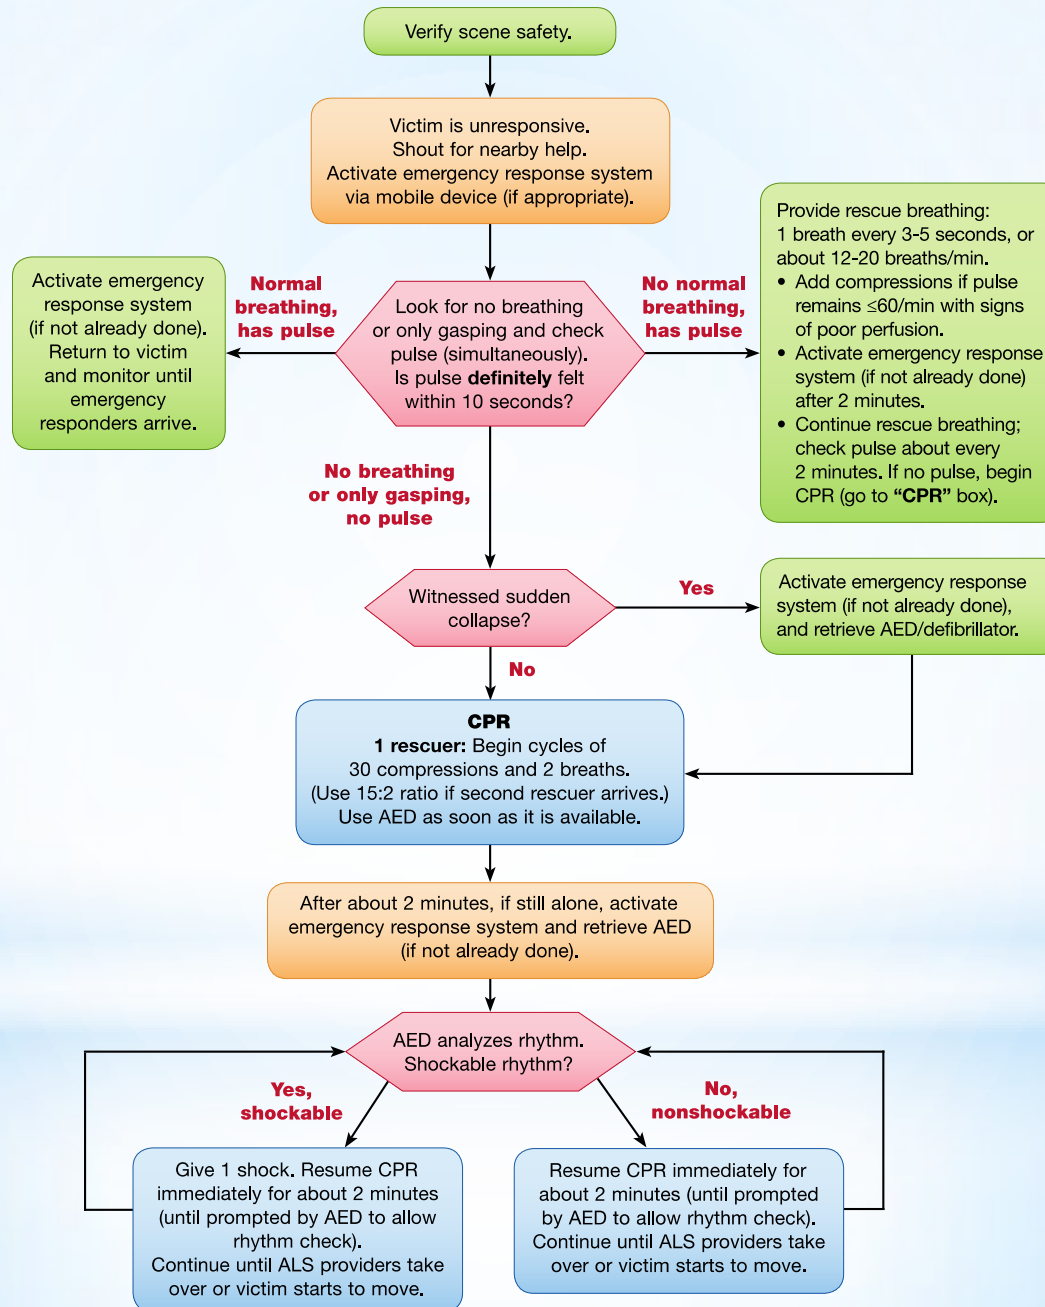 Verify scene safety.
Victim is unresponsive.
Shout for nearby help.
Activate emergency response system
via mobile device (if appropriate).
Normal
breathing,
has pulse
Look for no breathing
or only gasping and check
pulse (simultaneously).
Is pulse definitely felt
within 10 seconds?
No normal
breathing,
has pulse
Activate emergency
response system
(if not already done).
Return to victim
and monitor until
emergency
responders arrive.
Provide rescue breathing:
1 breath every 3-5 seconds, or
about 12-20 breaths/min.
• Add compressions if pulse
remains ≤60/min with signs
of poor perfusion.
• Activate emergency response
system (if not already done)
after 2 minutes.
• Continue rescue breathing;
check pulse about every
2 minutes. If no pulse, begin
CPR (go to “CPR” box).
No breathing
or only gasping,
no pulse
Witnessed sudden
collapse?
Yes
Activate emergency response
system (if not already done),
and retrieve AED/defibrillator.
No
CPR
1 rescuer: Begin cycles of
30 compressions and 2 breaths.
(Use 15:2 ratio if second rescuer arrives.)
Use AED as soon as it is available.
After about 2 minutes, if still alone, activate
emergency response system and retrieve AED
(if not already done).
AED analyzes rhythm.
Shockable rhythm?
Yes,
shockable
No,
nonshockable
Give 1 shock. Resume CPR
immediately for about 2 minutes
(until prompted by AED to allow
rhythm check).
Continue until ALS providers take
over or victim starts to move.
Resume CPR immediately for
about 2 minutes (until prompted
by AED to allow rhythm check).
Continue until ALS providers take
over or victim starts to move.